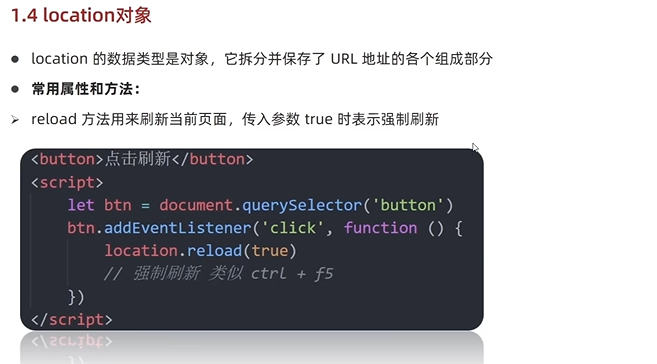 1.4 location对象
location 的数据类型是对象，它拆分并保存了 URL 地址的各个组成部分
常用属性和方法：
reload 方法用来刷新当前页面，传入参数 true 时表示强制刷新
<button>点击刷新</button>
<script>
let btn = document.querySelector('button')
btn.addEventListener('click', function () {
location.reload(true)
// 强制刷新 类似 ctrl + f5
})
</script>